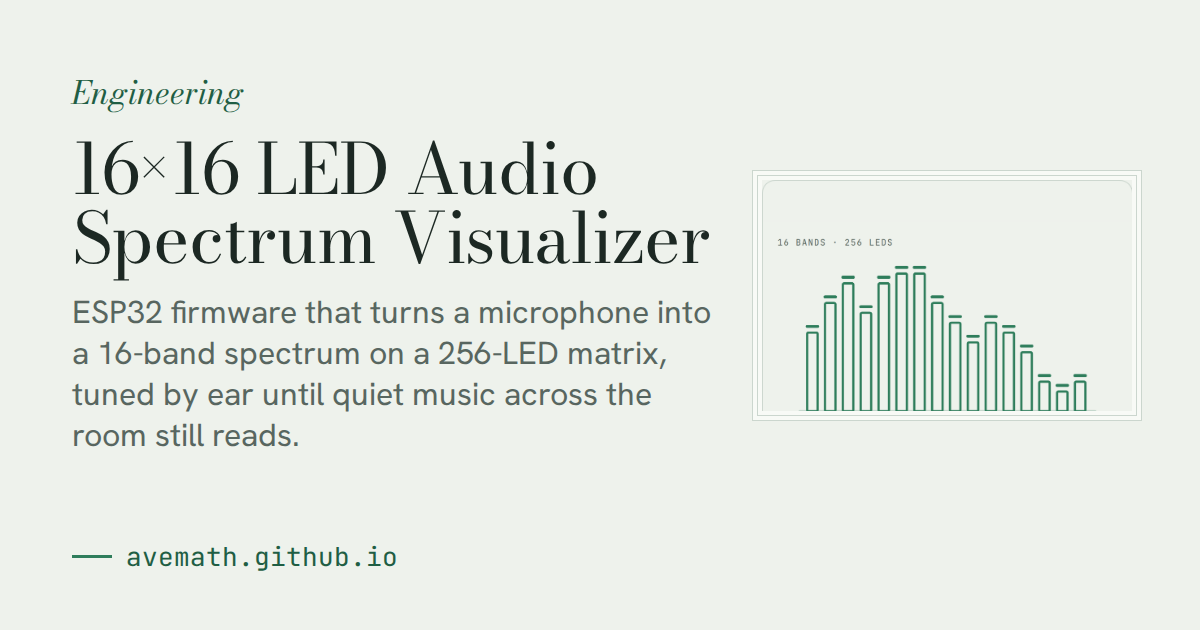 Engineering
16×16 LED Audio
Spectrum Visualizer
ESP32 firmware that turns a microphone into
a 16-band spectrum on a 256-LED matrix,
tuned by ear until quiet music across the
room still reads.
16 BANDS · 256 LEDS
avemath.github.io